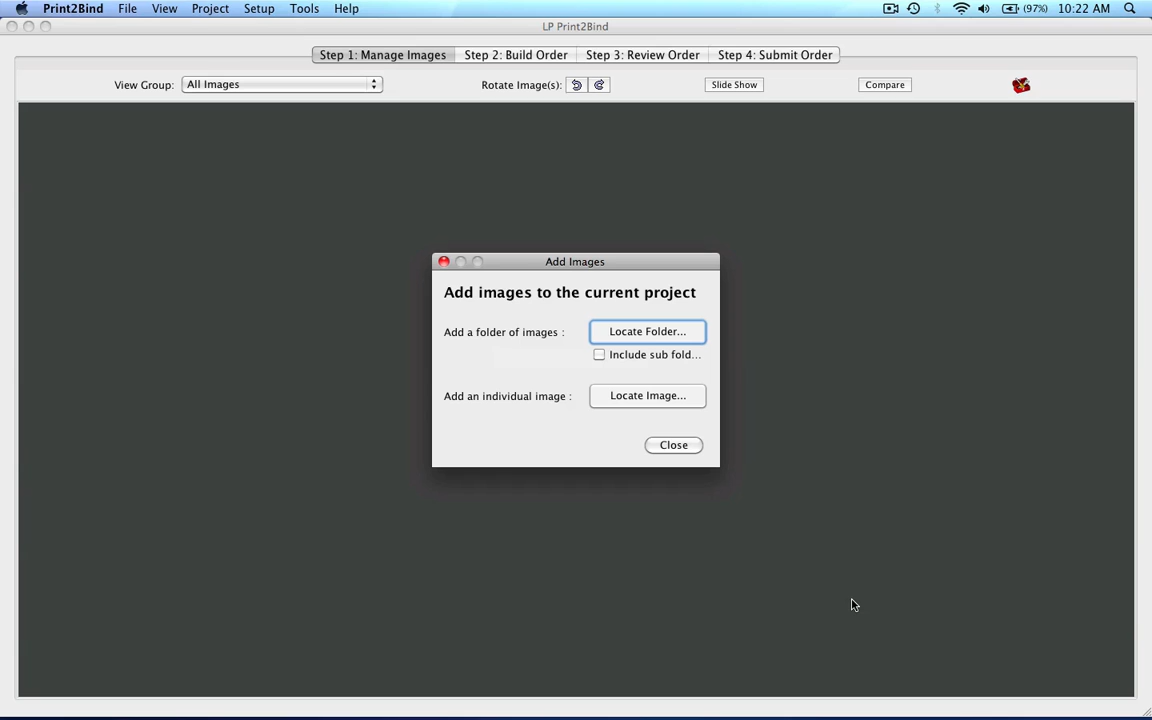 Print2Bind File View Project Setup Tools Help (97%) 10:22 AM
LP Print2Bind
Step 1: Manage Images Step 2: Build Order Step 3: Review Order Step 4: Submit Order
View Group: All Images Rotate Image(s): Slide Show Compare
Add Images
Add images to the current project
Add a folder of images : Locate Folder...
Include sub fold...
Add an individual image : Locate Image...
Close